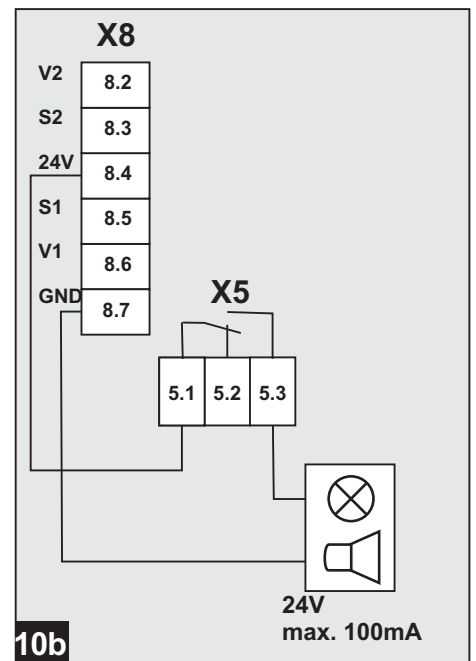 X8
V2 8.2
S2 8.3
24V 8.4
S1 8.5
V1 8.6
GND 8.7
X5
5.1 5.2 5.3
24V
max. 100mA
10b